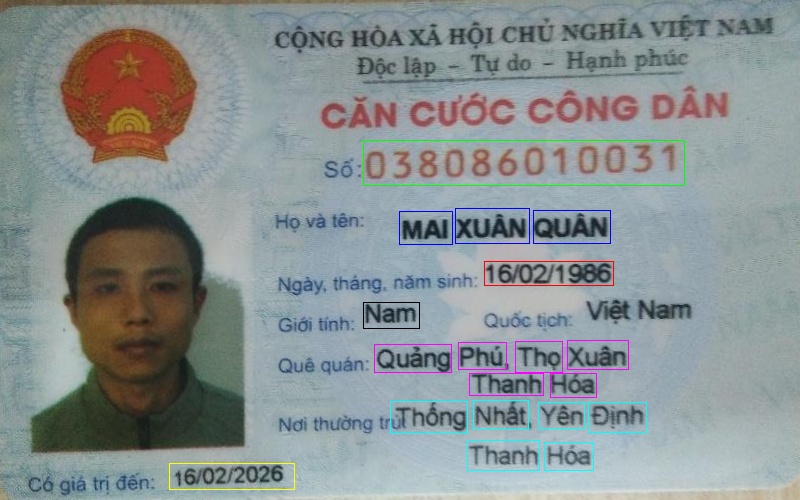 CỘNG HÒA XÃ HỘI CHỦ NGHĨA VIỆT NAM
Độc lập – Tự do – Hạnh phúc
CĂN CƯỚC CÔNG DÂN
Số: 038086010031
Họ và tên: MAI XUÂN QUÂN
Ngày, tháng, năm sinh: 16/02/1986
Giới tính: Nam Quốc tịch: Việt Nam
Quê quán: Quảng Phú, Thọ Xuân
Thanh Hóa
Nơi thường trú: Thống Nhất, Yên Định
Thanh Hóa
Có giá trị đến: 16/02/2026